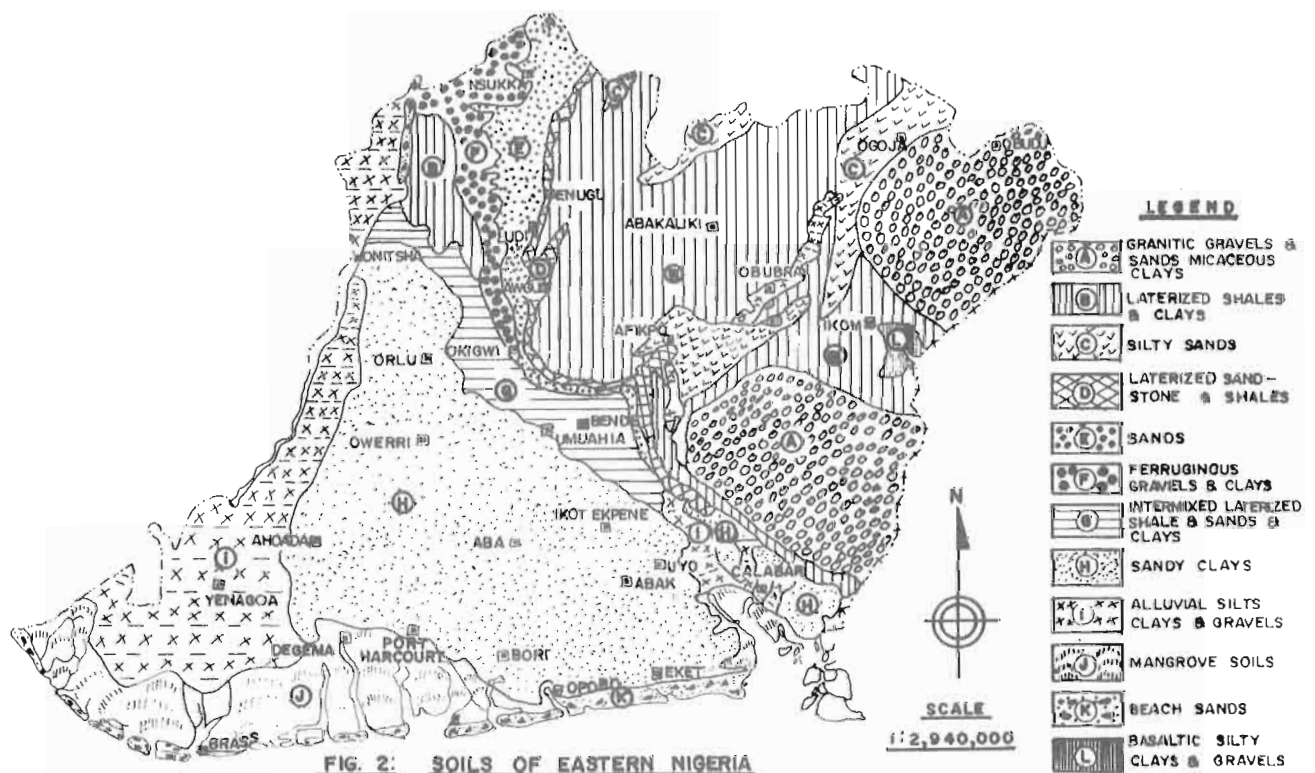 NSUKKA
C
C
OGOJA
OBUDU
B
F
E
C
A
ENUGU
ABAKALIKI
UDI
D
AWGU
B
OBUBRA
ONITSHA
AFIKPO
IKOM
L
OKIGWI
B
ORLU
G
BENDE
UMUAHIA
A
OWERRI
H
IKOT EKPENE
I
H
AHOADA
ABA
UYO
CALABAR
I
ABAK
H
YENAGOA
DEGEMA
PORT
HARCOURT
BORI
J
OPOBO
EKET
K
BRASS
LEGEND
A
GRANITIC GRAVELS &
SANDS MICACEOUS
CLAYS
B
LATERIZED SHALES
& CLAYS
C
SILTY SANDS
D
LATERIZED SAND-
STONE & SHALES
E
SANDS
F
FERRUGINOUS
GRAVELS & CLAYS
G
INTERMIXED LATERIZED
SHALE & SANDS &
CLAYS
H
SANDY CLAYS
I
ALLUVIAL SILTS
CLAYS & GRAVELS
J
MANGROVE SOILS
K
BEACH SANDS
L
BASALTIC SILTY
CLAYS & GRAVELS
N
SCALE
1:2,940,000
FIG. 2: SOILS OF EASTERN NIGERIA